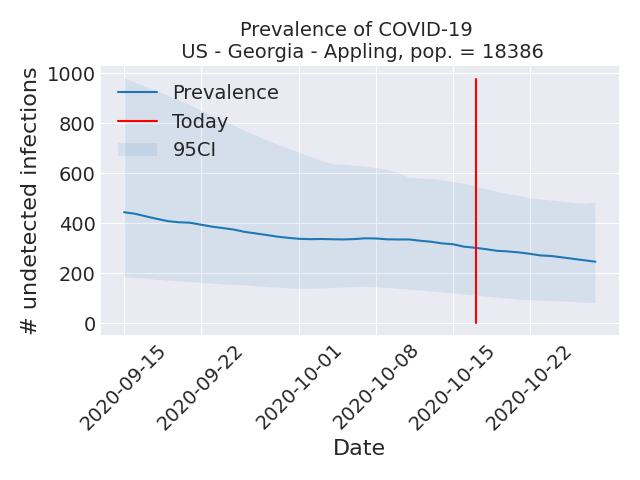 Prevalence of COVID-19
US - Georgia - Appling, pop. = 18386
# undetected infections
1000
800
600
400
200
0
Prevalence
Today
95CI
2020-09-15
2020-09-22
2020-10-01
2020-10-08
2020-10-15
2020-10-22
Date